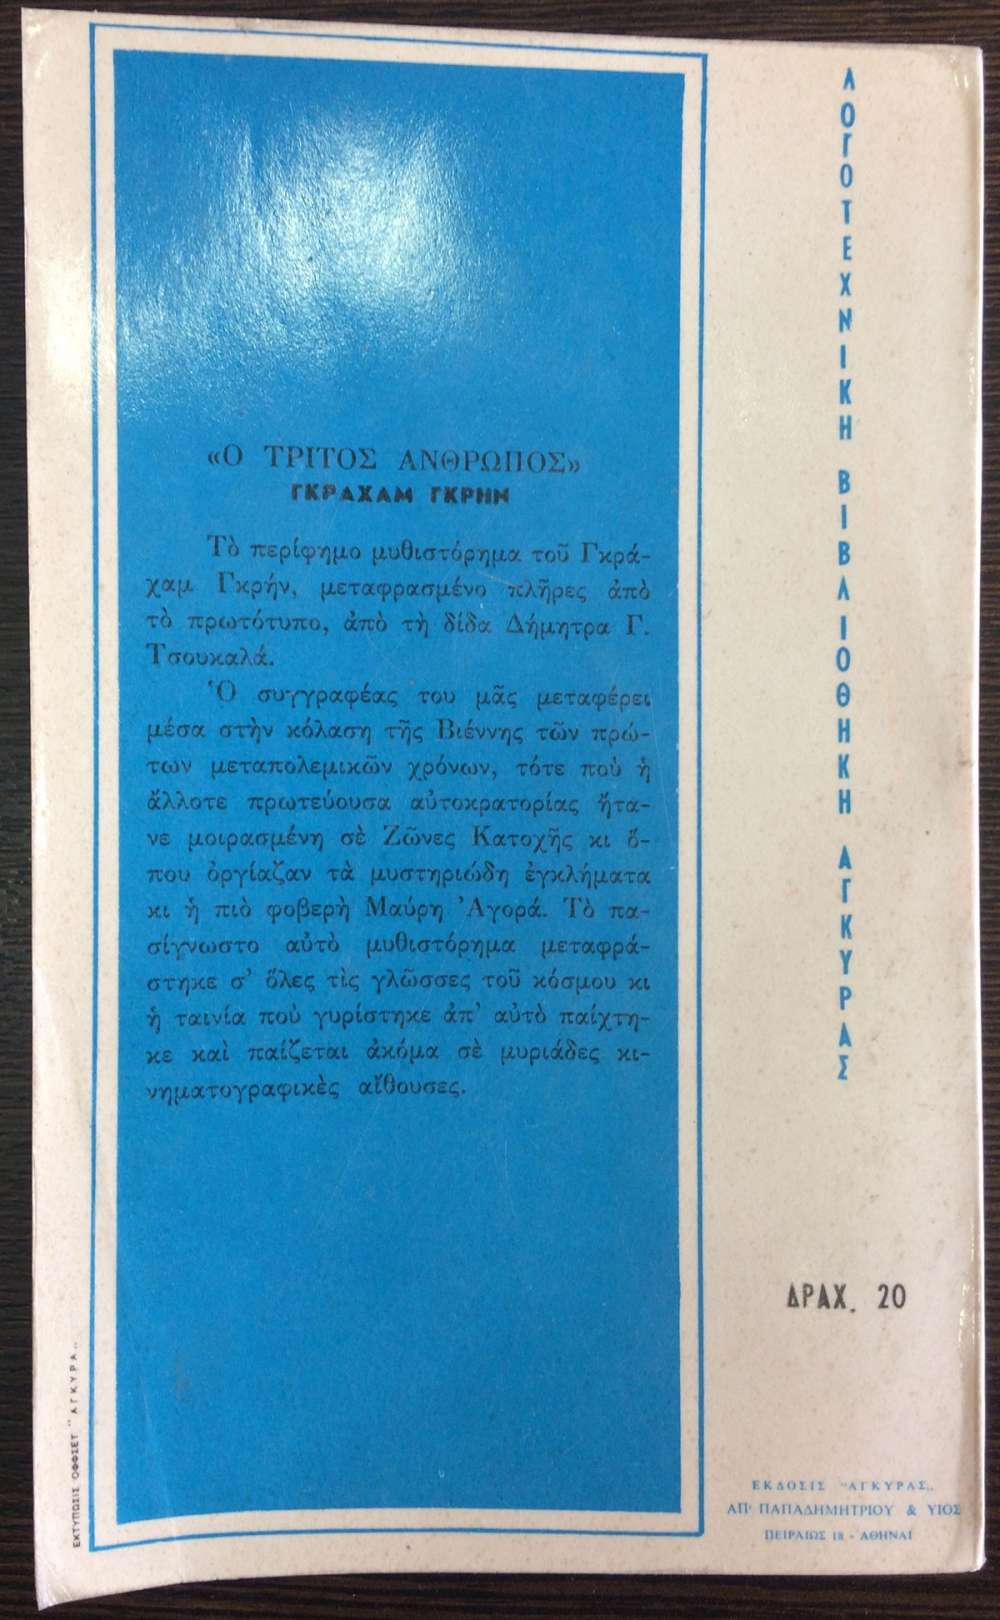 «Ο ΤΡΙΤΟΣ ΑΝΘΡΩΠΟΣ»
ΓΚΡΑΧΑΜ ΓΚΡΗΝ
Τὸ περίφημο μυθιστόρημα τοῦ Γκρά-
χαμ Γκρήν, μεταφρασμένο πλῆρες ἀπὸ
τὸ πρωτότυπο, ἀπὸ τὴ δίδα Δήμητρα Γ.
Τσουκαλά.
Ὁ συγγραφέας του μᾶς μεταφέρει
μέσα στὴν κόλαση τῆς Βιέννης τῶν πρώ-
των μεταπολεμικῶν χρόνων, τότε ποὺ ἡ
ἄλλοτε πρωτεύουσα αὐτοκρατορίας ἤτα-
νε μοιρασμένη σὲ Ζῶνες Κατοχῆς κι ὅ-
που ὀργίαζαν τὰ μυστηριώδη ἐγκλήματα
κι ἡ πιὸ φοβερὴ Μαύρη Ἀγορά. Τὸ πα-
σίγνωστο αὐτὸ μυθιστόρημα μεταφρά-
στηκε σ' ὅλες τὶς γλῶσσες τοῦ κόσμου κι
ἡ ταινία ποὺ γυρίστηκε ἀπ' αὐτὸ παίχτη-
κε καὶ παίζεται ἀκόμα σὲ μυριάδες κι-
νηματογραφικὲς αἴθουσες.
ΛΟΓΟΤΕΧΝΙΚΗ ΒΙΒΛΙΟΘΗΚΗ ΑΓΚΥΡΑΣ
ΔΡΑΧ. 20
ΕΚΔΟΣΙΣ "ΑΓΚΥΡΑΣ„
ΑΠ' ΠΑΠΑΔΗΜΗΤΡΙΟΥ & ΥΙΟΣ
ΠΕΙΡΑΙΩΣ 18 - ΑΘΗΝΑΙ
ΕΚΤΥΠΩΣΙΣ ΟΦΦΣΕΤ "ΑΓΚΥΡΑ„